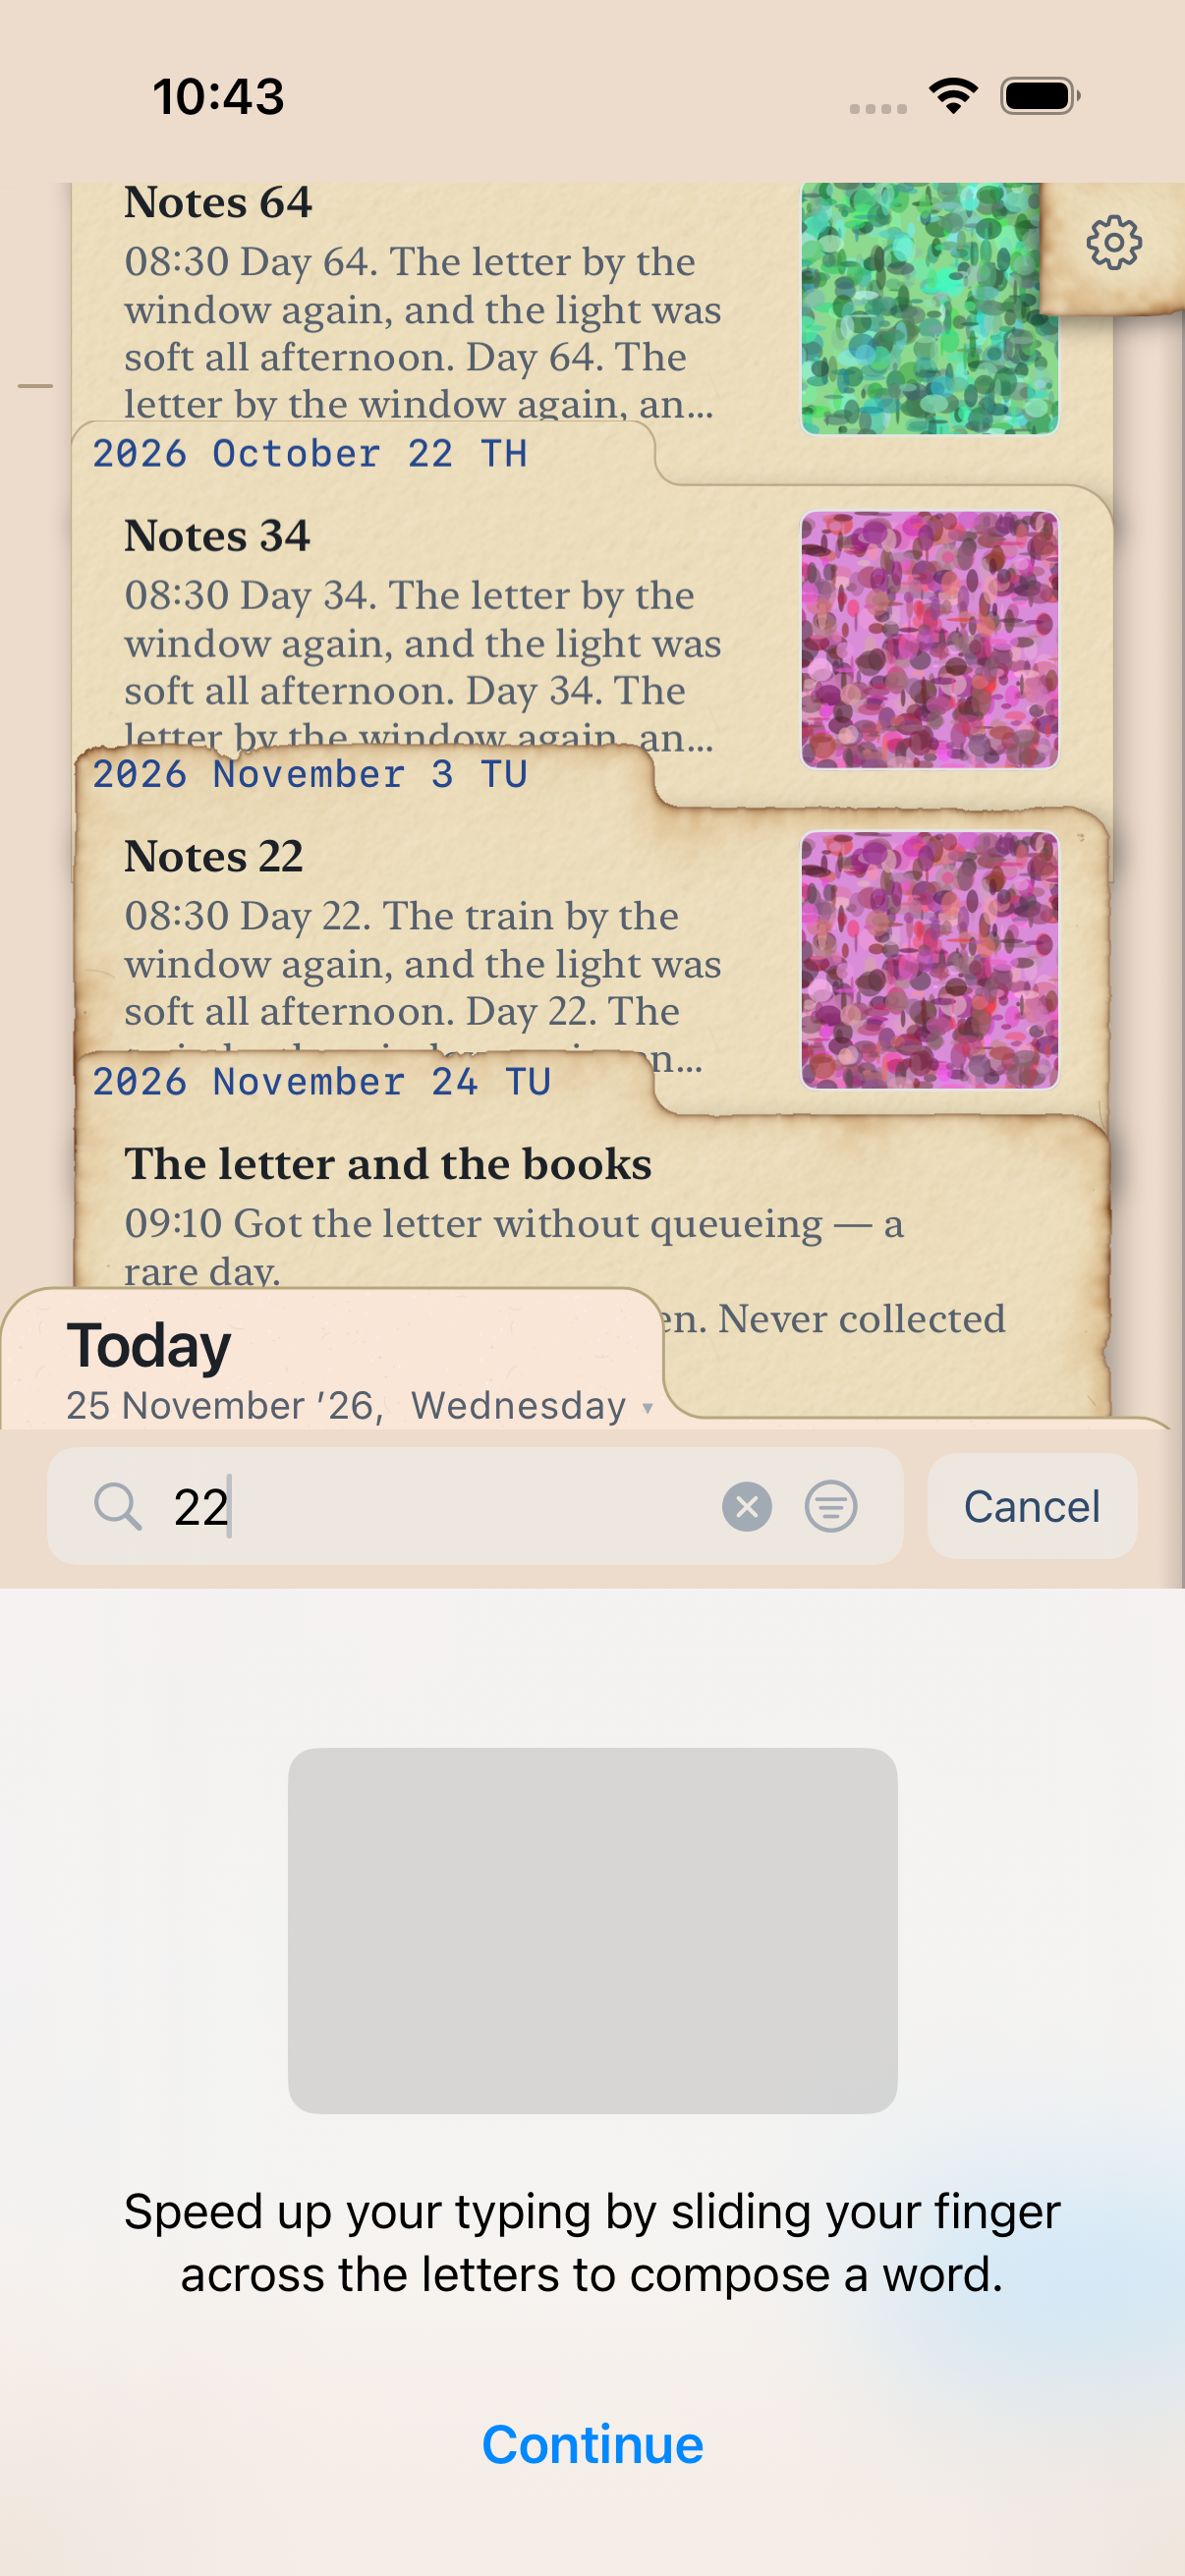 10:43
Notes 64
08:30 Day 64. The letter by the
window again, and the light was
soft all afternoon. Day 64. The
letter by the window again, an...
2026 October 22 TH
Notes 34
08:30 Day 34. The letter by the
window again, and the light was
soft all afternoon. Day 34. The
letter by the window again, an...
2026 November 3 TU
Notes 22
08:30 Day 22. The train by the
window again, and the light was
soft all afternoon. Day 22. The
2026 November 24 TU
The letter and the books
09:10 Got the letter without queueing — a
rare day.
Never collected
Today
25 November ’26, Wednesday
22
Cancel
Speed up your typing by sliding your finger
across the letters to compose a word.
Continue